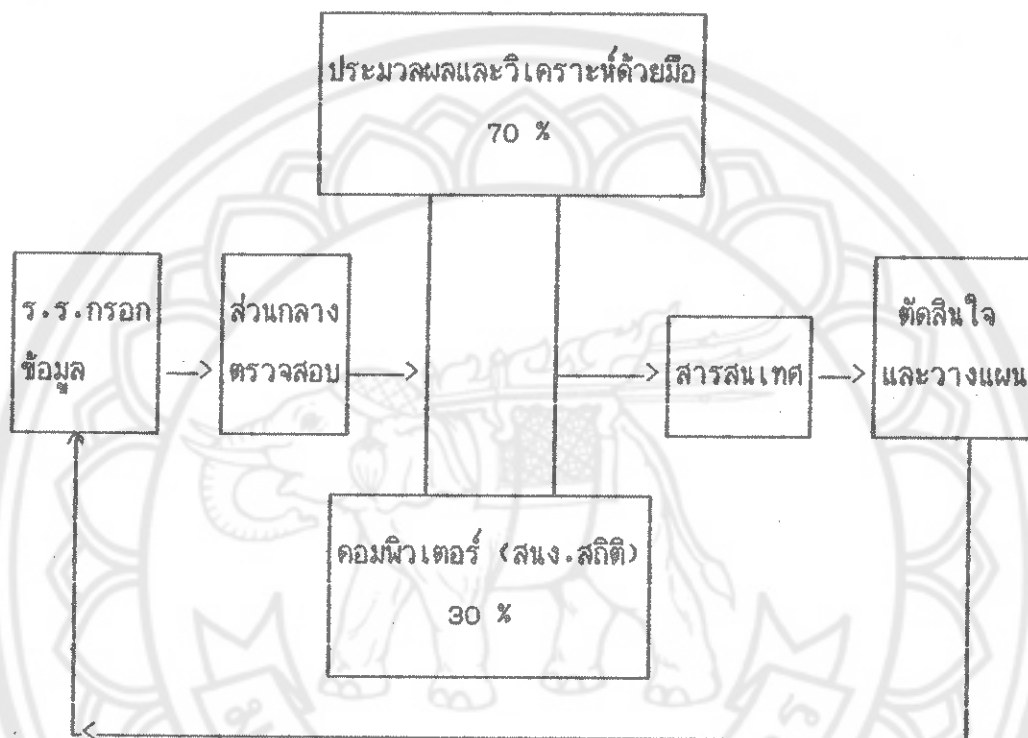 ประมวลผลและวิเคราะห์ด้วยมือ
70 %
ร.ร.กรอก
ข้อมูล
ส่วนกลาง
ตรวจสอบ
สารสนเทศ
ตัดสินใจ
และวางแผน
คอมพิวเตอร์ (สนง.สถิติ)
30 %